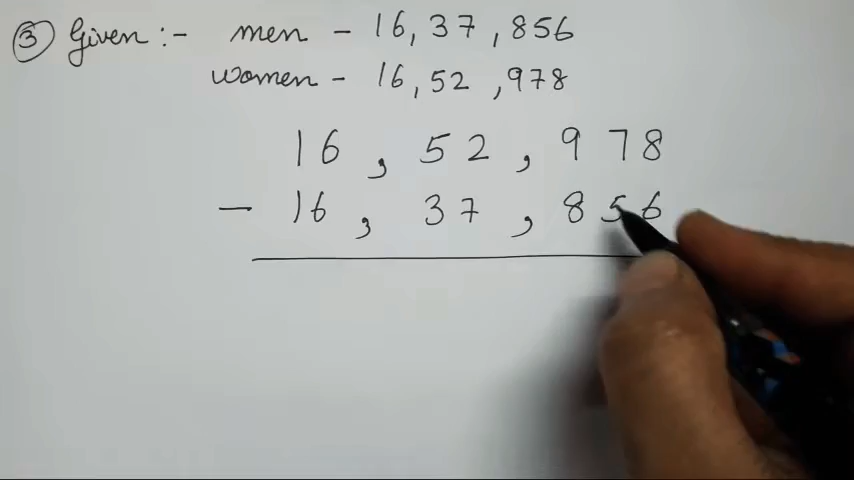 ③ Given :- men - 16,37,856
women - 16,52,978
16,52,978
- 16,37,856